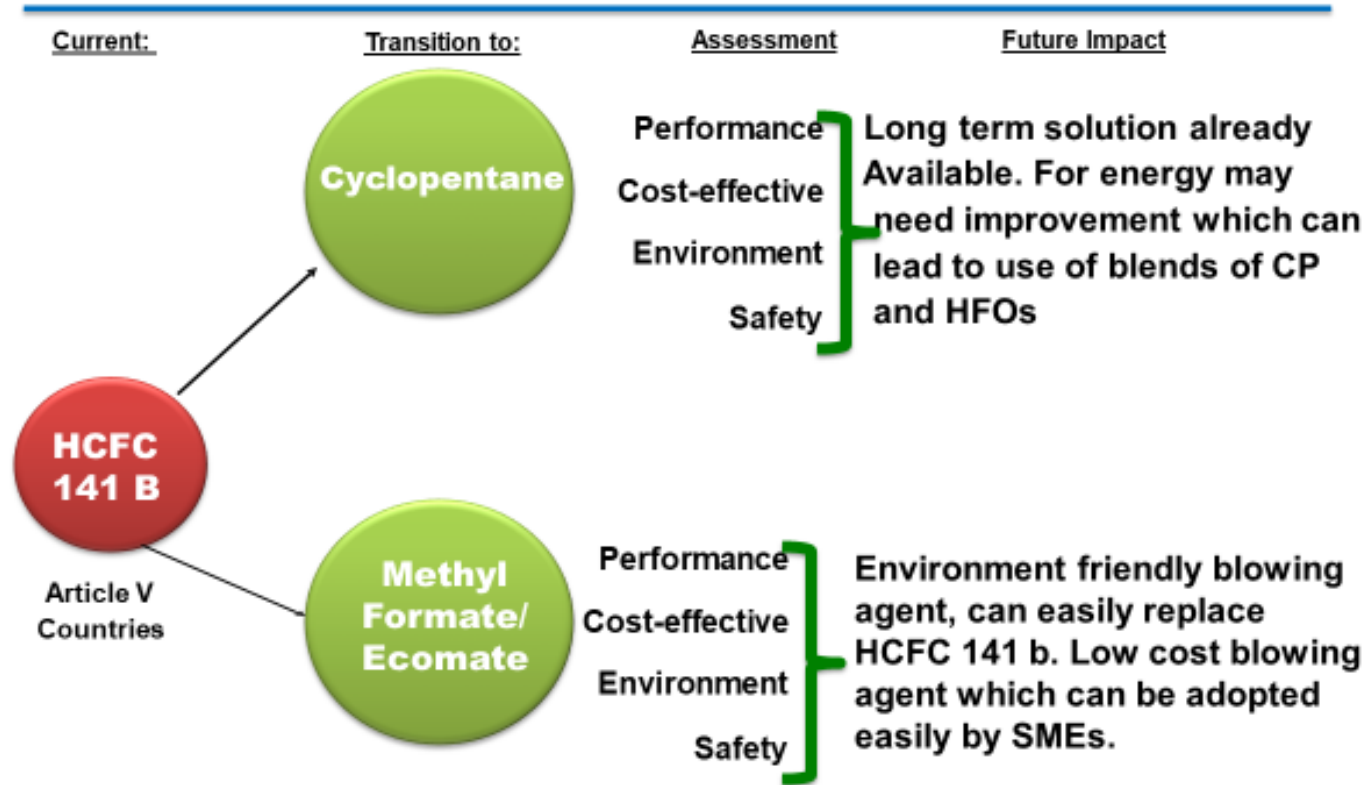 Current:
Transition to:
Assessment
Future Impact
Cyclopentane
Performance
Cost-effective
Environment
Safety
Long term solution already
Available. For energy may
need improvement which can
lead to use of blends of CP
and HFOs
HCFC
141 B
Article V
Countries
Methyl
Formate/
Ecomate
Performance
Cost-effective
Environment
Safety
Environment friendly blowing
agent, can easily replace
HCFC 141 b. Low cost blowing
agent which can be adopted
easily by SMEs.